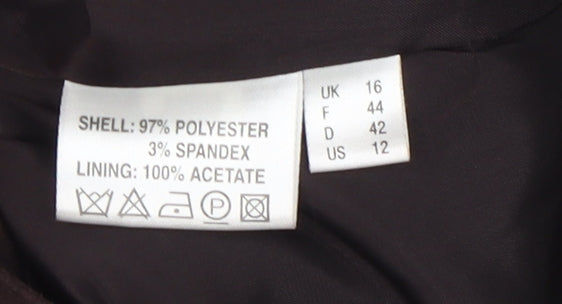 SHELL: 97% POLYESTER
3% SPANDEX
LINING: 100% ACETATE
P
UK 16
F 44
D 42
US 12